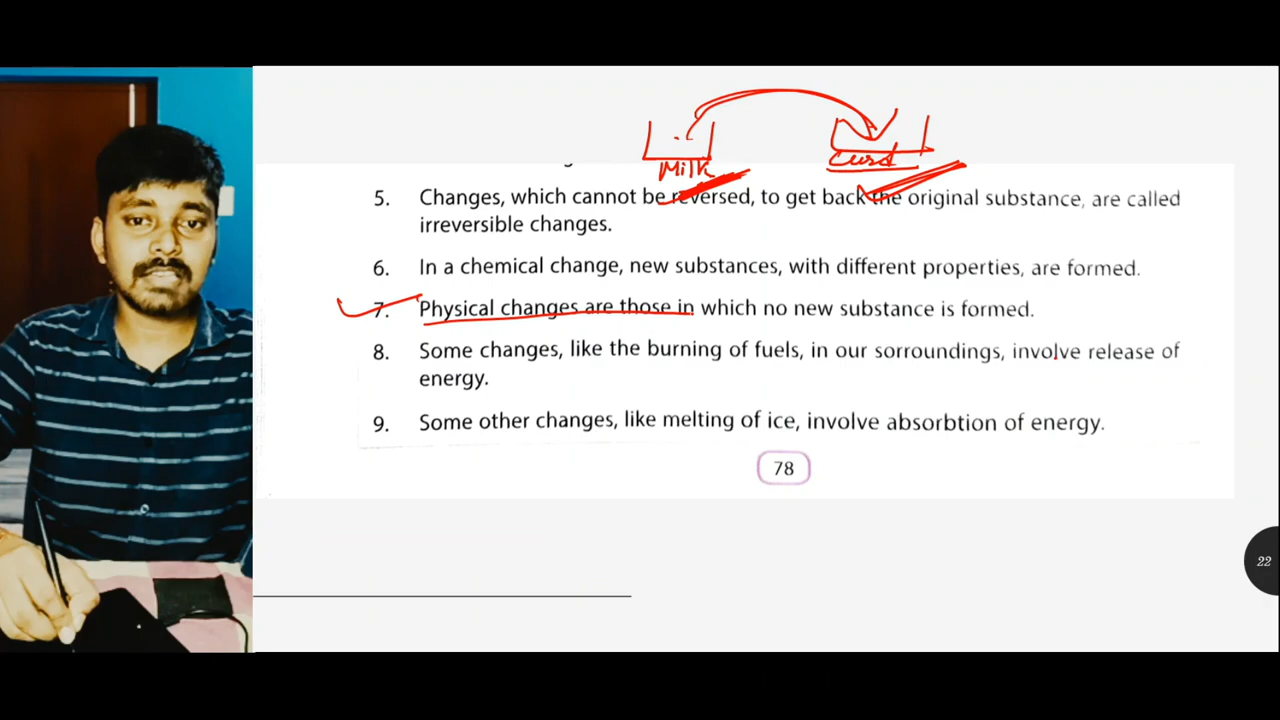 Milk
Curd
5. Changes, which cannot be reversed, to get back the original substance, are called
irreversible changes.
6. In a chemical change, new substances, with different properties, are formed.
7. Physical changes are those in which no new substance is formed.
8. Some changes, like the burning of fuels, in our sorroundings, involve release of
energy.
9. Some other changes, like melting of ice, involve absorbtion of energy.
78
22